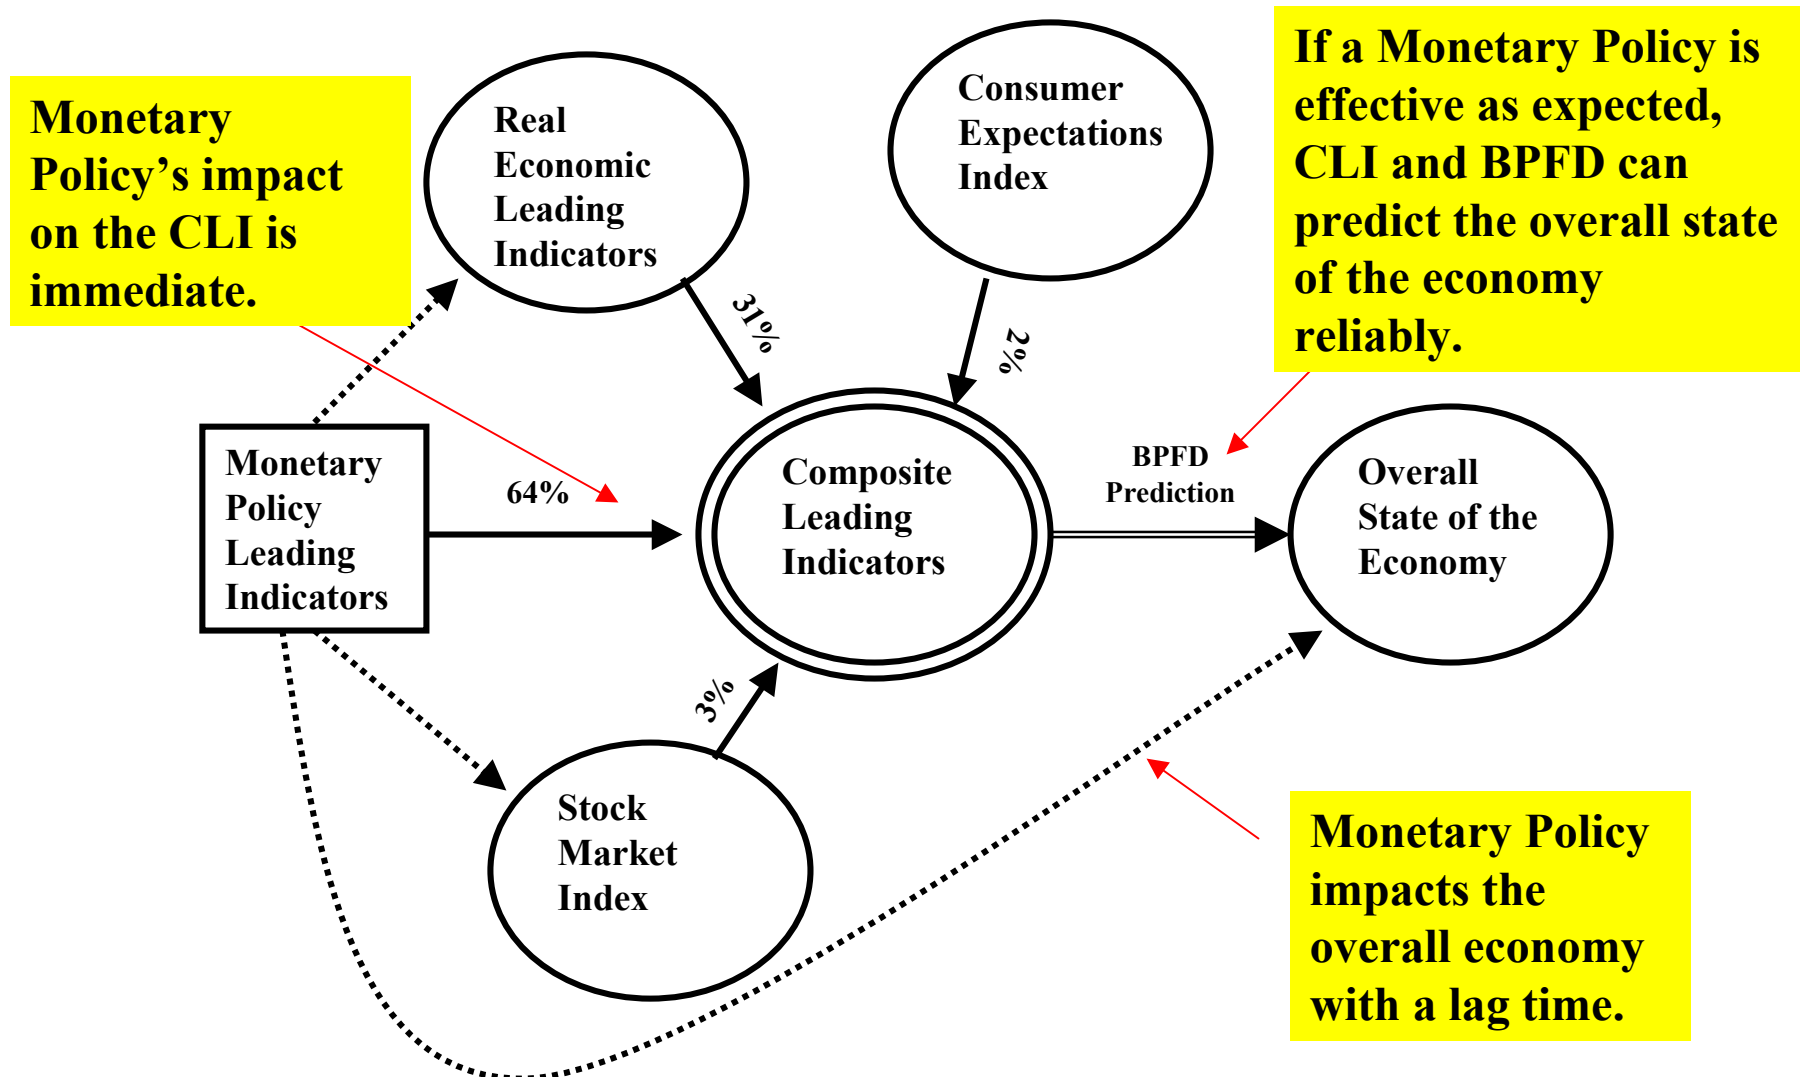 Monetary
Policy’s impact
on the CLI is
immediate.
Real
Economic
Leading
Indicators
Consumer
Expectations
Index
If a Monetary Policy is
effective as expected,
CLI and BPFD can
predict the overall state
of the economy
reliably.
31%
2%
Monetary
Policy
Leading
Indicators
64%
Composite
Leading
Indicators
BPFD
Prediction
Overall
State of the
Economy
3%
Stock
Market
Index
Monetary Policy
impacts the
overall economy
with a lag time.